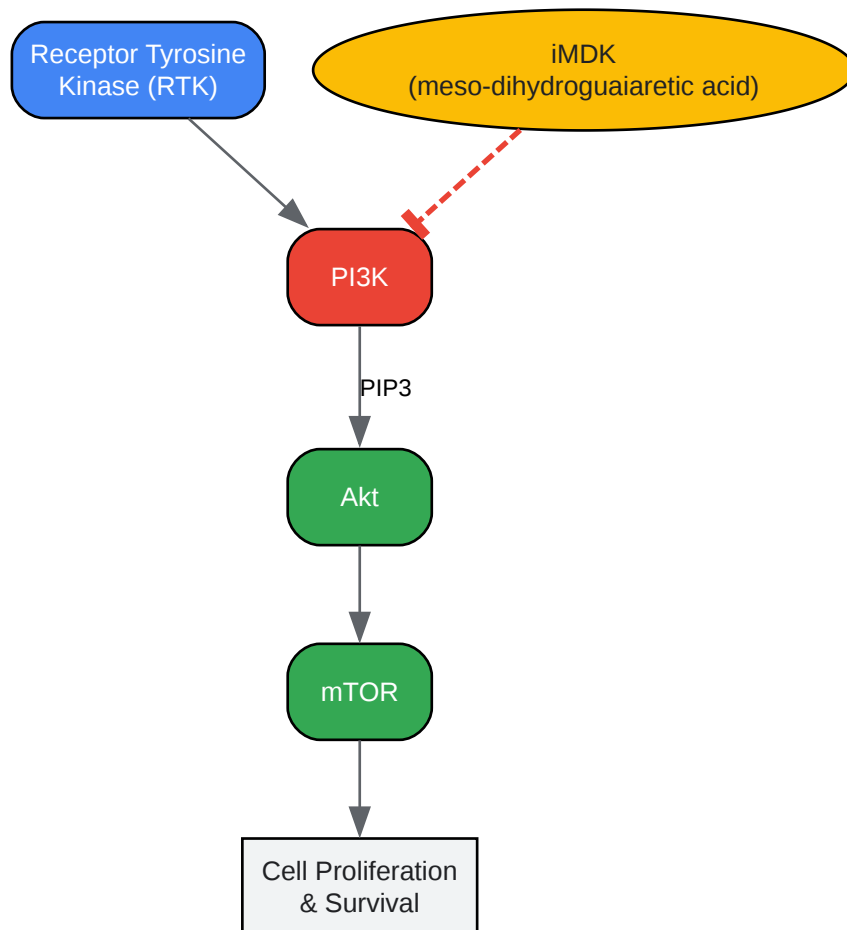 Receptor Tyrosine
Kinase (RTK)
iMDK
(meso-dihydroguaiaretic acid)
PI3K
PIP3
Akt
mTOR
Cell Proliferation
& Survival